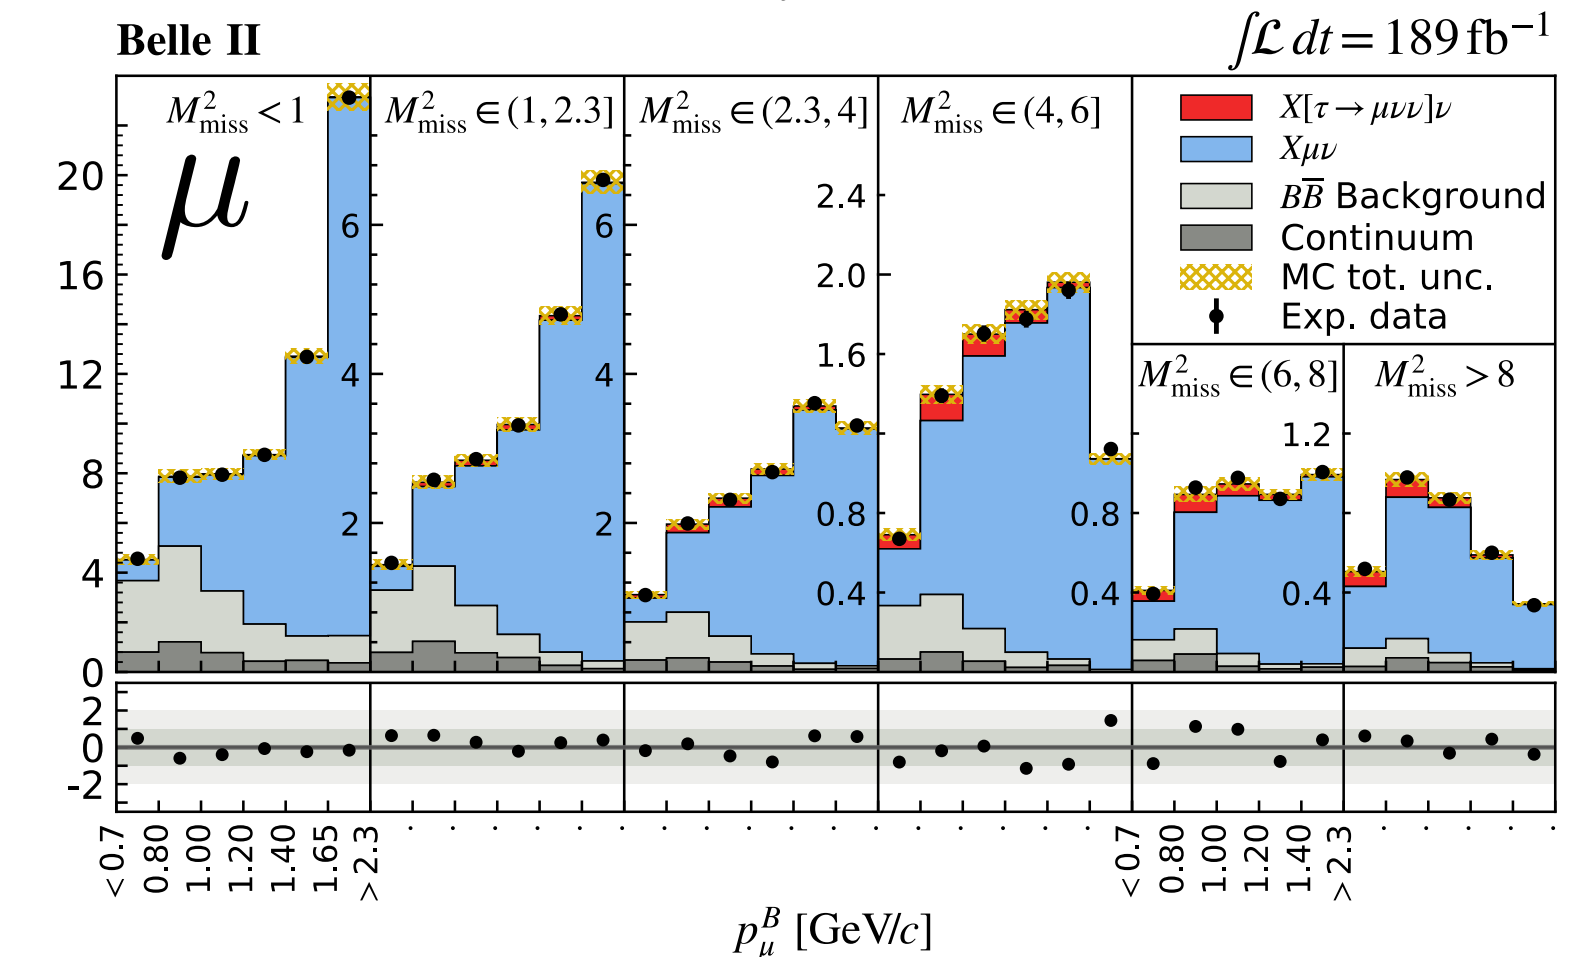 Belle II
∫ℒ dt = 189 fb⁻¹
M²miss < 1
M²miss ∈ (1, 2.3]
M²miss ∈ (2.3, 4]
M²miss ∈ (4, 6]
X[τ → μνν]ν
Xμν
BB̅ Background
Continuum
MC tot. unc.
Exp. data
μ
M²miss ∈ (6, 8]
M²miss > 8
20
16
12
8
4
0
6
4
2
6
4
2
2.4
2.0
1.6
0.8
0.4
0.8
0.4
1.2
0.4
2
0
-2
< 0.7
0.80
1.00
1.20
1.40
1.65
> 2.3
< 0.7
0.80
1.00
1.20
1.40
> 2.3
p^B_μ [GeV/c]